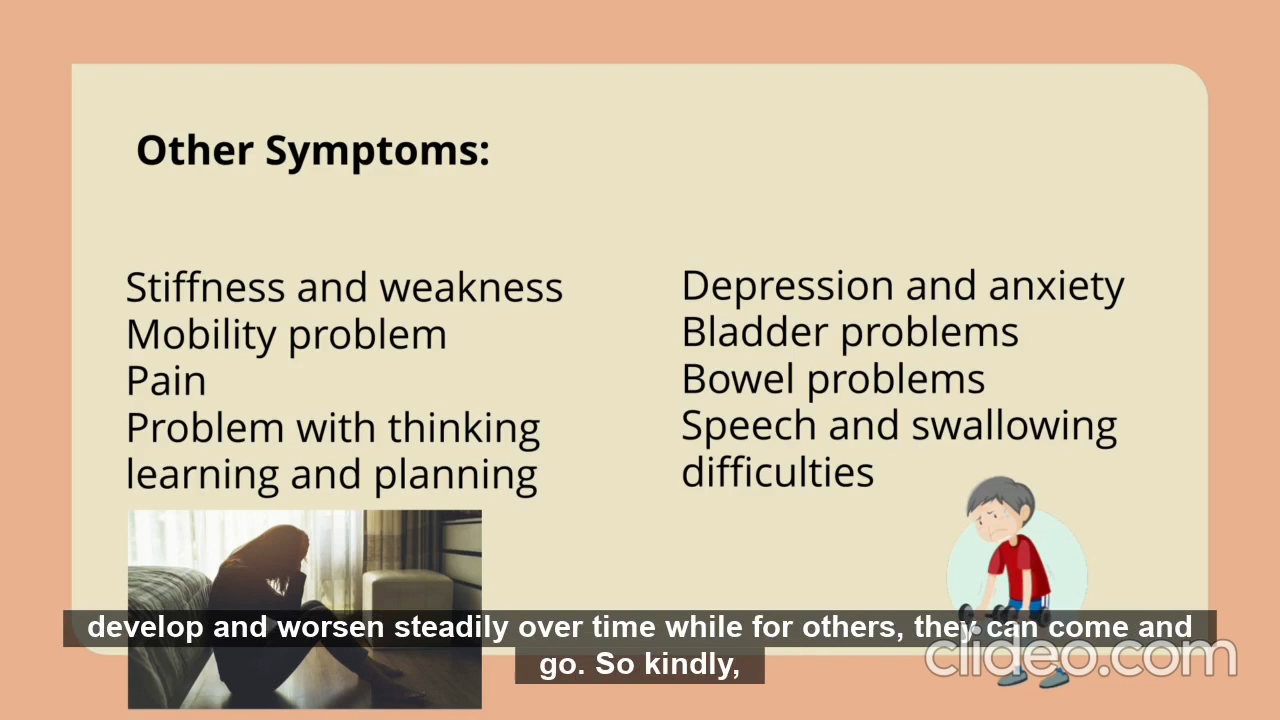 Other Symptoms:
Stiffness and weakness
Mobility problem
Pain
Problem with thinking
learning and planning
Depression and anxiety
Bladder problems
Bowel problems
Speech and swallowing
difficulties
develop and worsen steadily over time while for others, they can come and
go. So kindly,
clideo.com